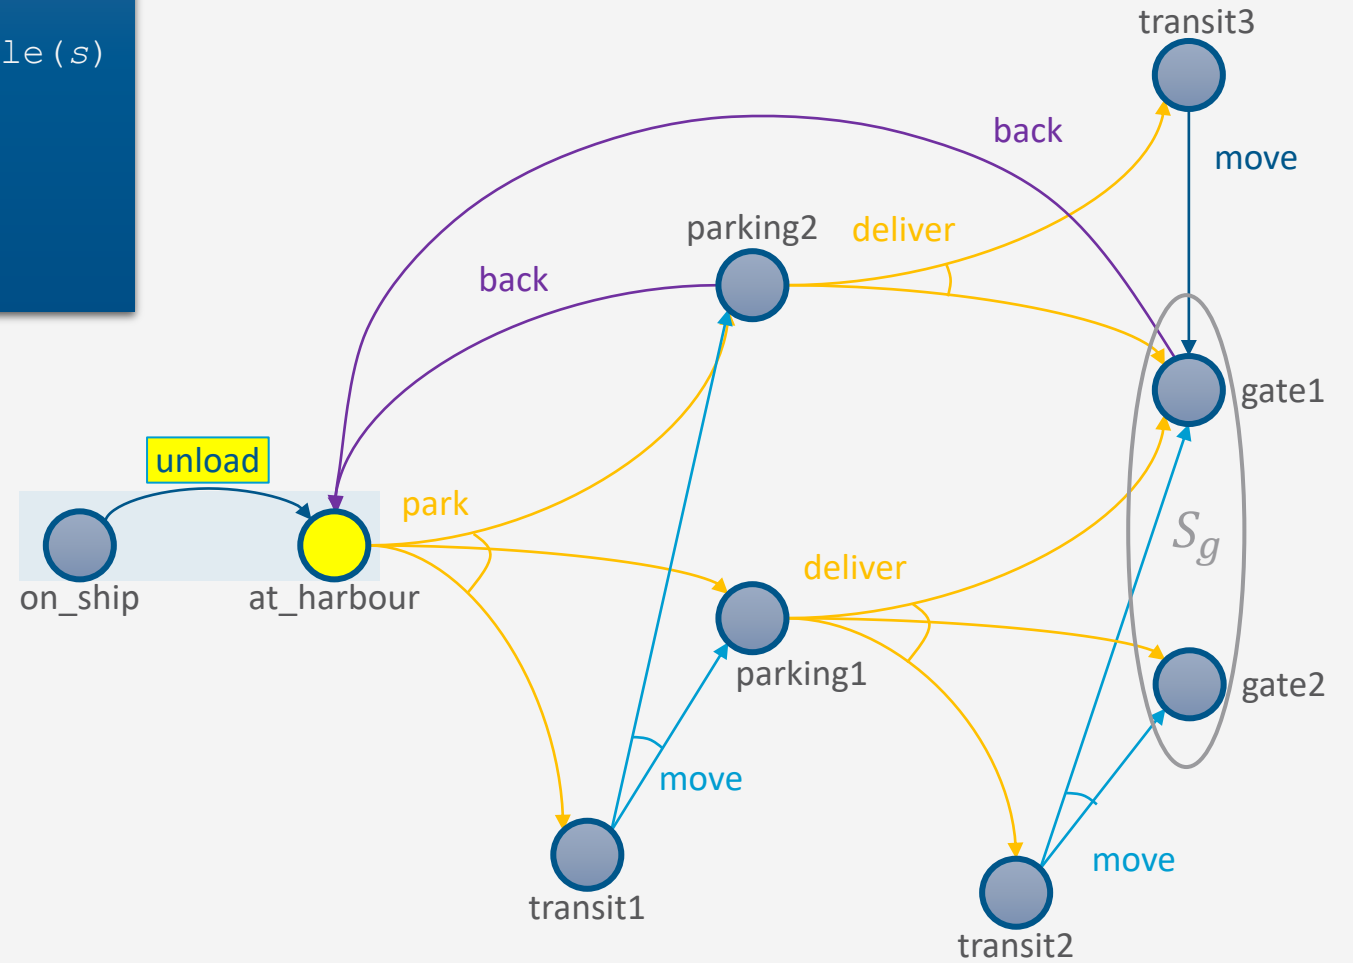 le(s)
transit3
back
move
parking2
deliver
back
gate1
unload
park
S_g
deliver
on_ship
at_harbour
parking1
gate2
move
move
transit1
transit2